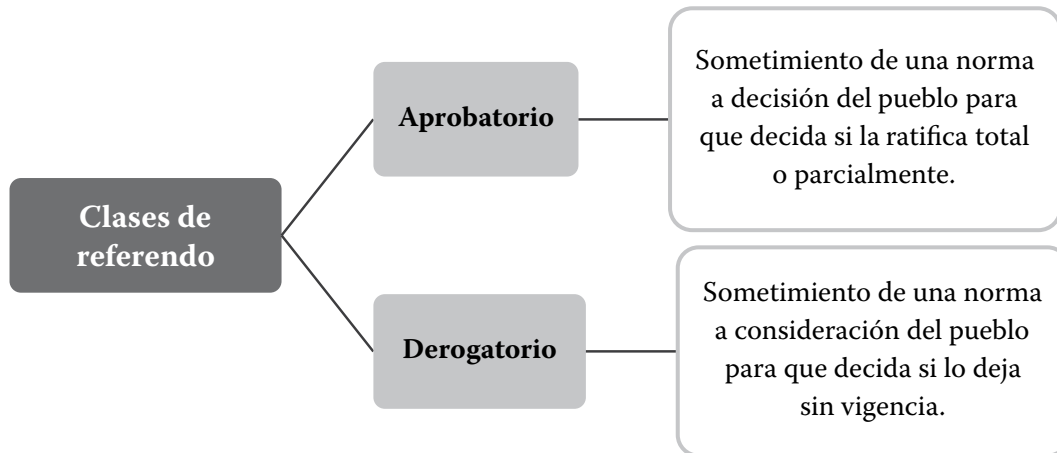 Clases de
referendo
Aprobatorio
Sometimiento de una norma
a decisión del pueblo para
que decida si la ratifica total
o parcialmente.
Derogatorio
Sometimiento de una norma
a consideración del pueblo
para que decida si lo deja
sin vigencia.